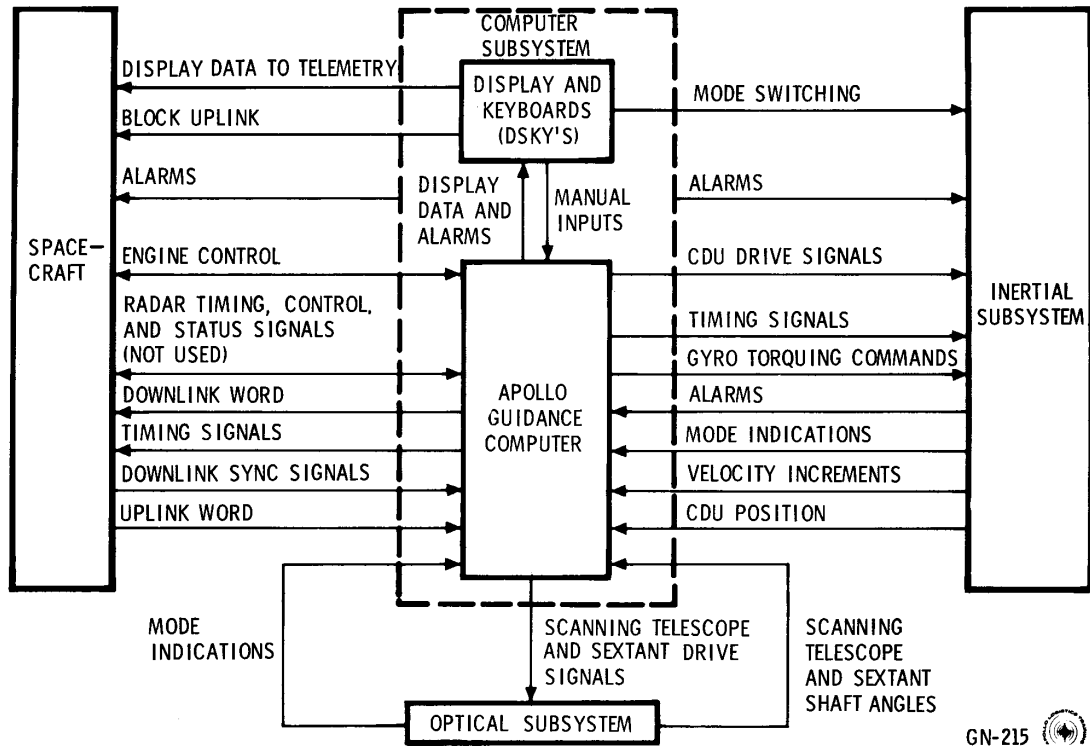 COMPUTER
SUBSYSTEM
DISPLAY DATA TO TELEMETRY
BLOCK UPLINK
ALARMS
DISPLAY AND
KEYBOARDS
(DSKY'S)
MODE SWITCHING
ALARMS
DISPLAY
DATA AND
ALARMS
MANUAL
INPUTS
SPACE-
CRAFT
ENGINE CONTROL
RADAR TIMING, CONTROL,
AND STATUS SIGNALS
(NOT USED)
DOWNLINK WORD
TIMING SIGNALS
DOWNLINK SYNC SIGNALS
UPLINK WORD
APOLLO
GUIDANCE
COMPUTER
CDU DRIVE SIGNALS
TIMING SIGNALS
GYRO TORQUING COMMANDS
ALARMS
MODE INDICATIONS
VELOCITY INCREMENTS
CDU POSITION
INERTIAL
SUBSYSTEM
MODE
INDICATIONS
SCANNING TELESCOPE
AND SEXTANT DRIVE
SIGNALS
SCANNING
TELESCOPE
AND SEXTANT
SHAFT ANGLES
OPTICAL SUBSYSTEM
GN-215